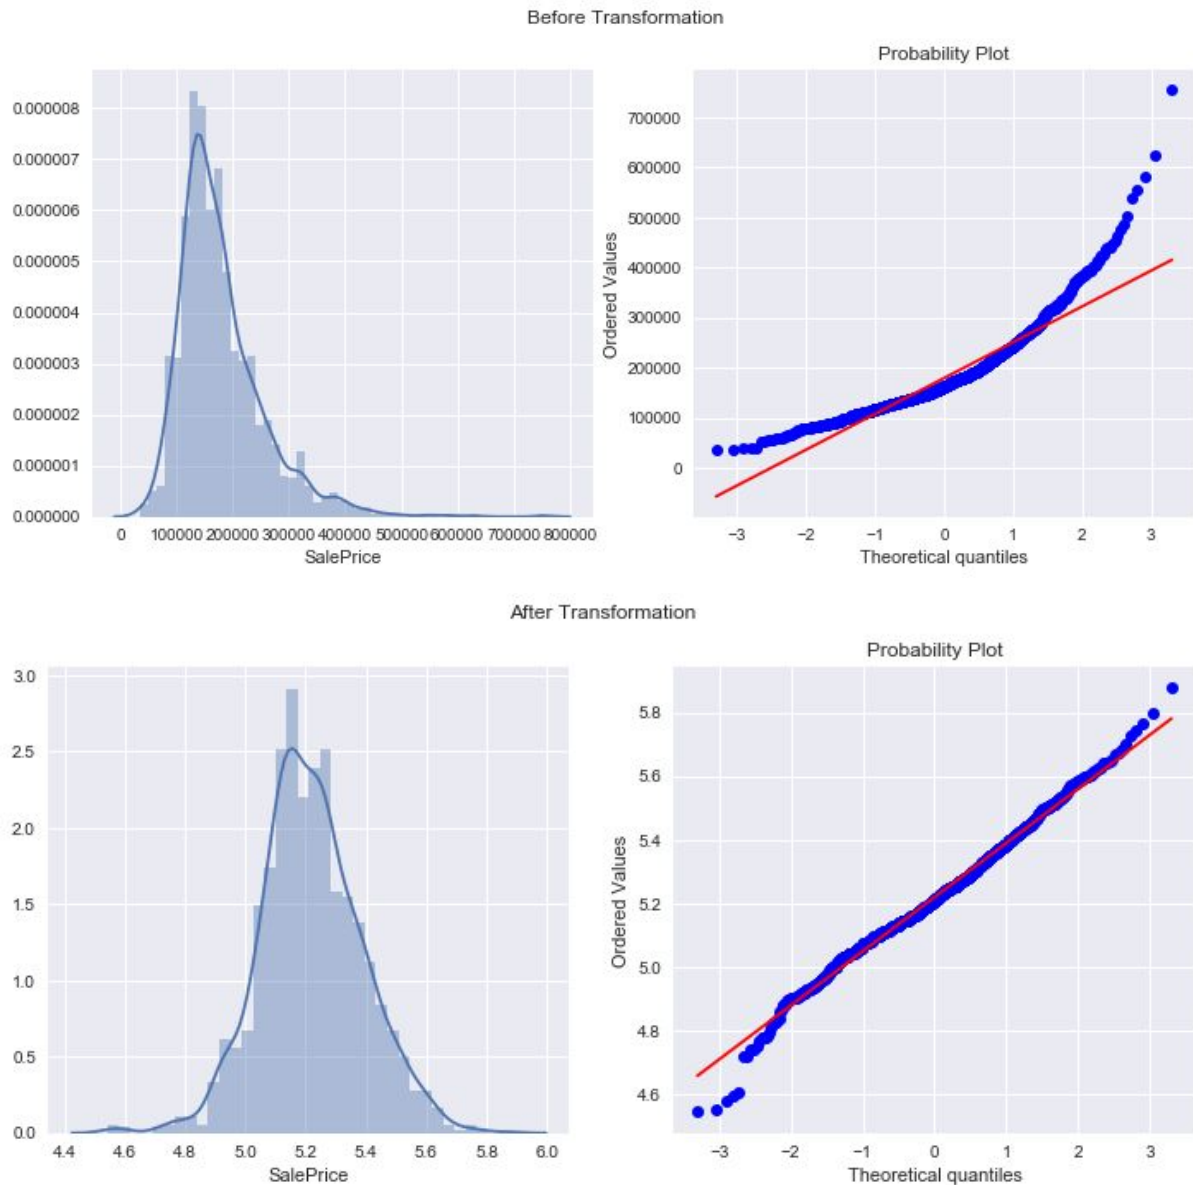 Before Transformation
Probability Plot
0.000008
0.000007
0.000006
0.000005
0.000004
0.000003
0.000002
0.000001
0.000000
0 100000 200000 300000 400000 500000 600000 700000 800000
SalePrice
Ordered Values
700000
600000
500000
400000
300000
200000
100000
0
−3 −2 −1 0 1 2 3
Theoretical quantiles
After Transformation
Probability Plot
3.0
2.5
2.0
1.5
1.0
0.5
0.0
4.4 4.6 4.8 5.0 5.2 5.4 5.6 5.8 6.0
SalePrice
Ordered Values
5.8
5.6
5.4
5.2
5.0
4.8
4.6
−3 −2 −1 0 1 2 3
Theoretical quantiles